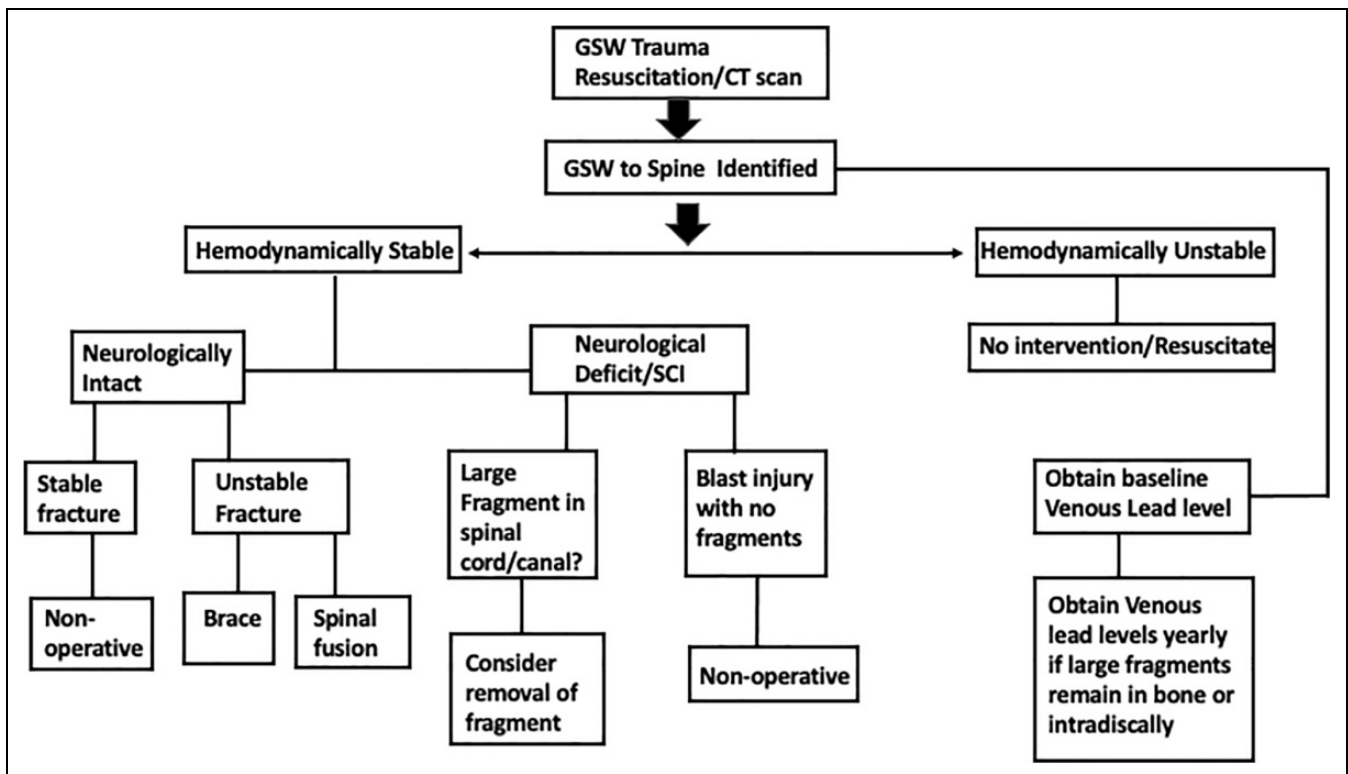 GSW Trauma
Resuscitation/CT scan
GSW to Spine Identified
Hemodynamically Stable
Hemodynamically Unstable
No intervention/Resuscitate
Neurologically
Intact
Neurological
Deficit/SCI
Stable
fracture
Unstable
Fracture
Large
Fragment in
spinal
cord/canal?
Blast injury
with no
fragments
Obtain baseline
Venous Lead level
Non-
operative
Brace
Spinal
fusion
Consider
removal of
fragment
Non-operative
Obtain Venous
lead levels yearly
if large fragments
remain in bone or
intradiscally